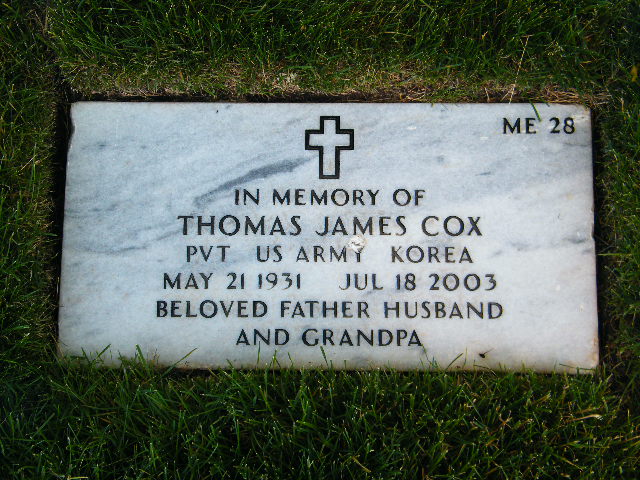 ME 28
IN MEMORY OF
THOMAS JAMES COX
PVT US ARMY KOREA
MAY 21 1931 JUL 18 2003
BELOVED FATHER HUSBAND
AND GRANDPA